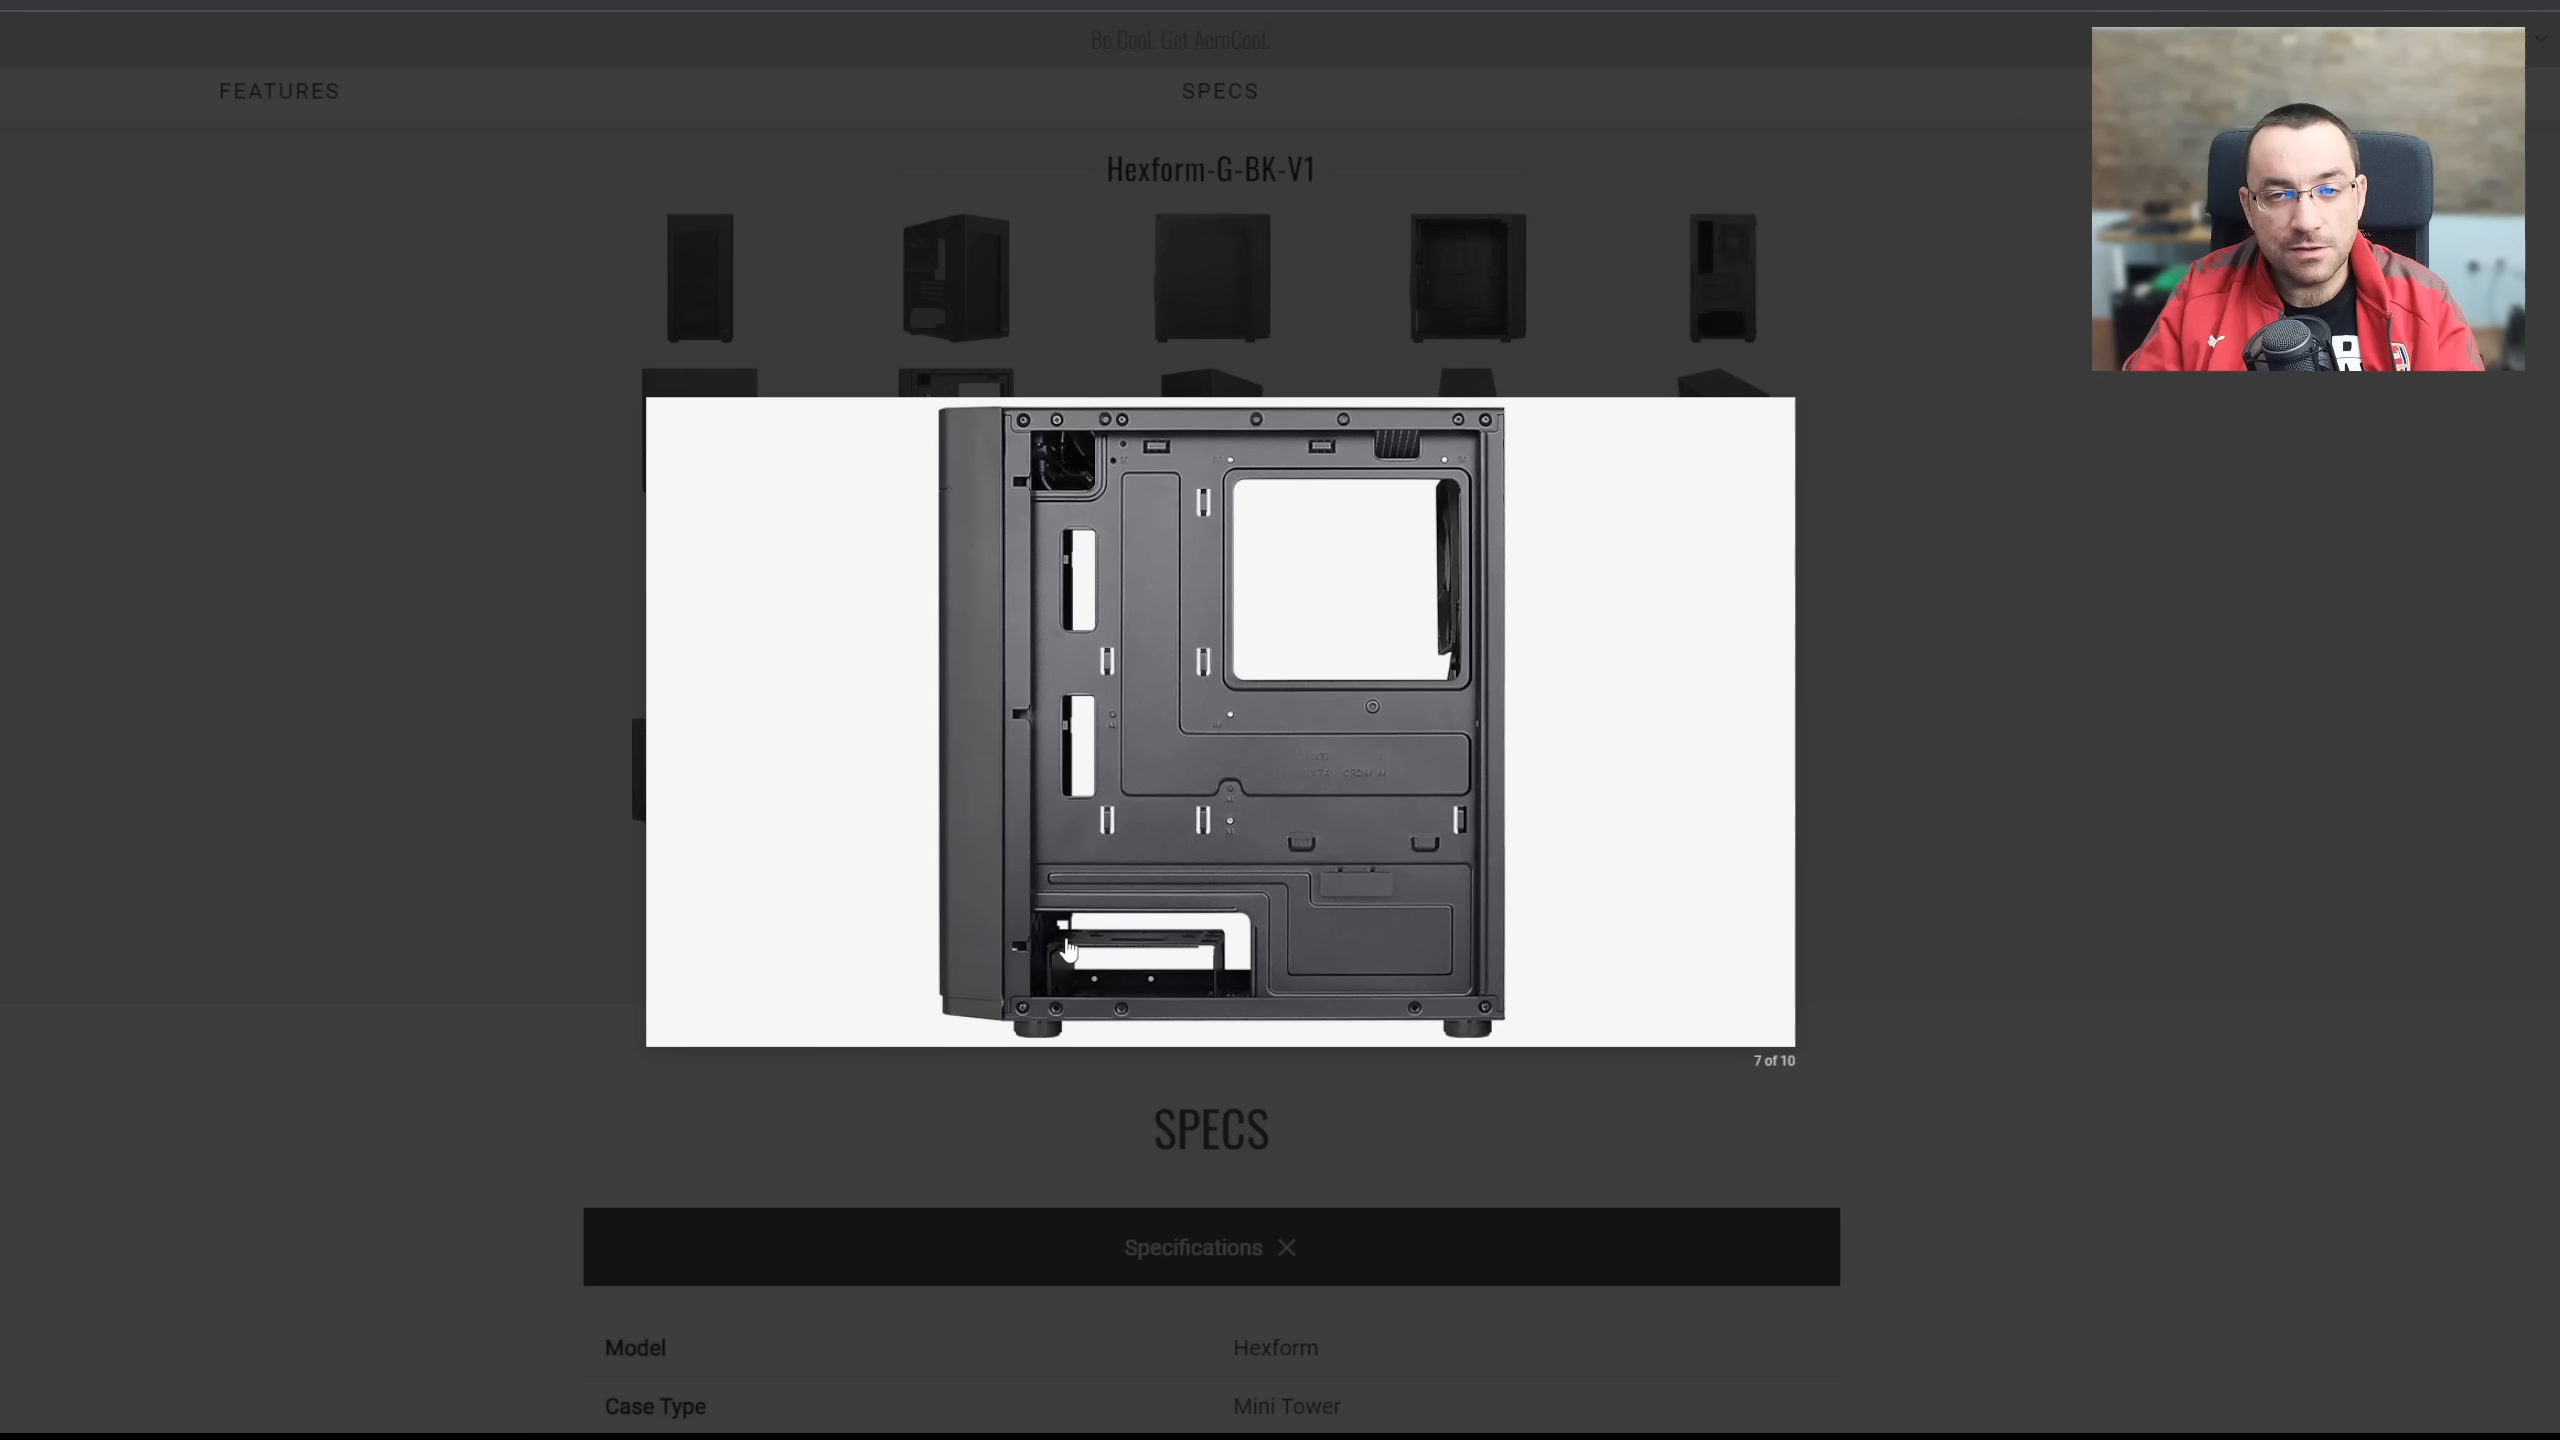 Be Cool. Get AeroCool.
FEATURES
SPECS
Hexform-G-BK-V1
7 of 10
SPECS
Specifications
Model
Hexform
Case Type
Mini Tower